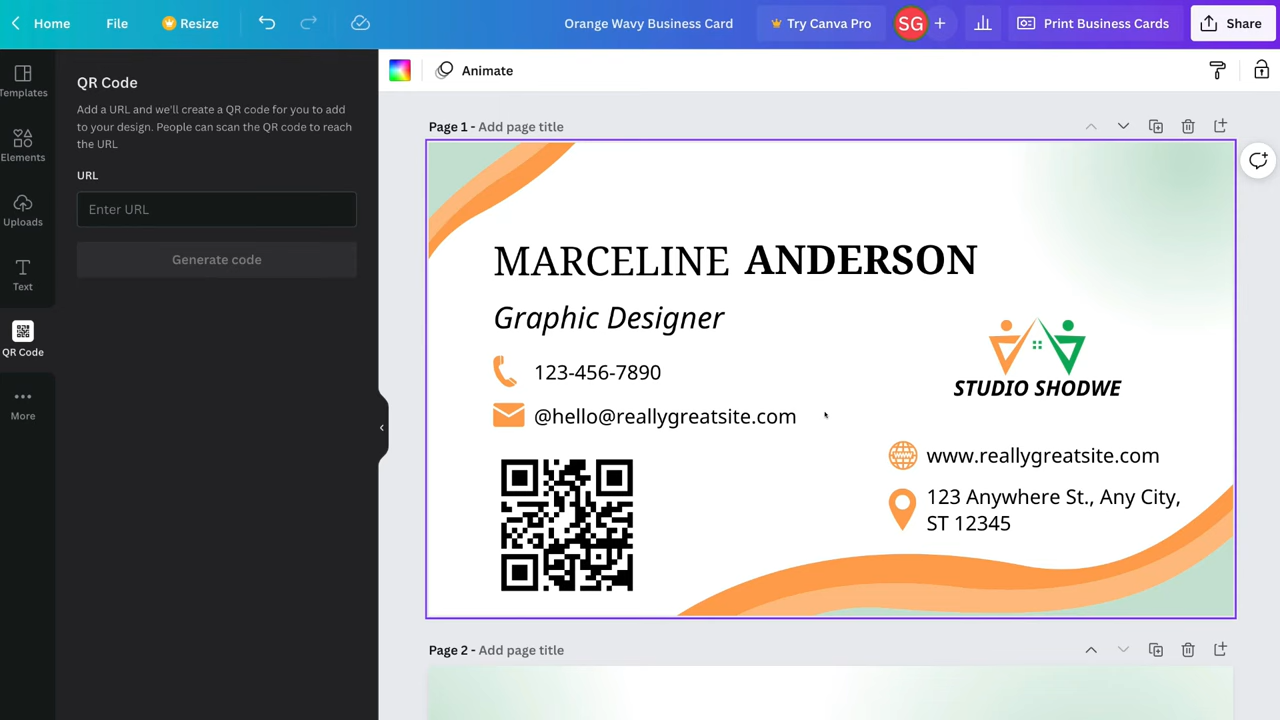 Home
File
Resize
Orange Wavy Business Card
Try Canva Pro
SG
Print Business Cards
Share
Templates
Elements
Uploads
Text
QR Code
More
QR Code
Add a URL and we'll create a QR code for you to add
to your design. People can scan the QR code to reach
the URL
URL
Enter URL
Generate code
Animate
Page 1 - Add page title
MARCELINE ANDERSON
Graphic Designer
123-456-7890
@hello@reallygreatsite.com
STUDIO SHODWE
www.reallygreatsite.com
123 Anywhere St., Any City,
ST 12345
Page 2 - Add page title